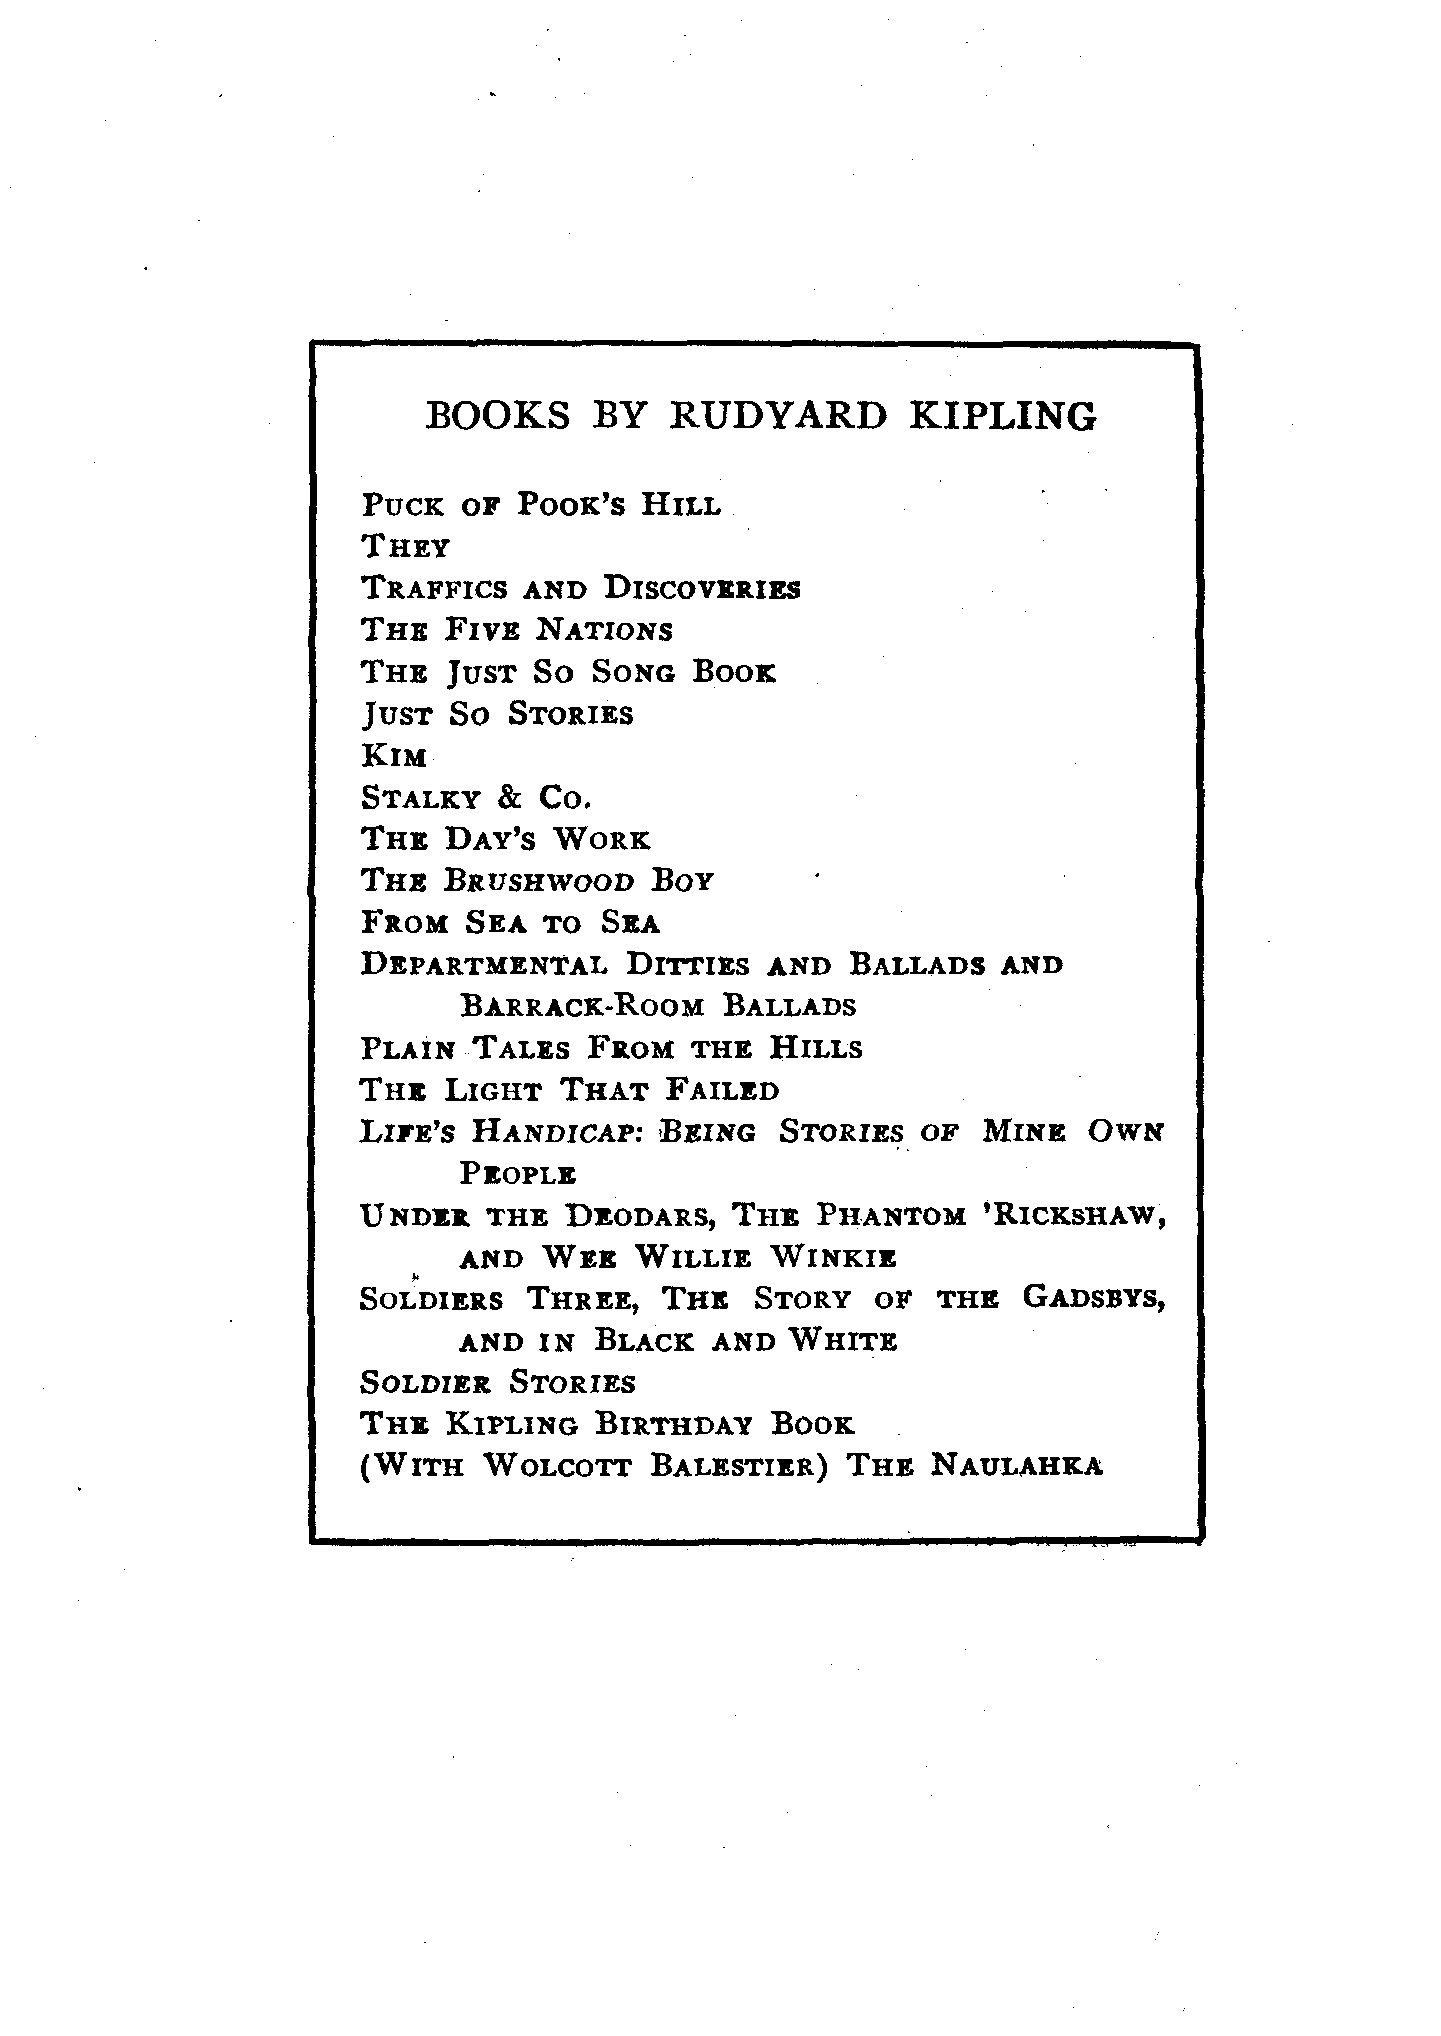 BOOKS BY RUDYARD KIPLING
PUCK OF POOK'S HILL
THEY
TRAFFICS AND DISCOVERIES
THE FIVE NATIONS
THE JUST SO SONG BOOK
JUST SO STORIES
KIM
STALKY & CO.
THE DAY'S WORK
THE BRUSHWOOD BOY
FROM SEA TO SEA
DEPARTMENTAL DITTIES AND BALLADS AND
BARRACK-ROOM BALLADS
PLAIN TALES FROM THE HILLS
THE LIGHT THAT FAILED
LIFE'S HANDICAP: BEING STORIES OF MINE OWN
PEOPLE
UNDER THE DEODARS, THE PHANTOM 'RICKSHAW,
AND WEE WILLIE WINKIE
SOLDIERS THREE, THE STORY OF THE GADSBYS,
AND IN BLACK AND WHITE
SOLDIER STORIES
THE KIPLING BIRTHDAY BOOK
(WITH WOLCOTT BALESTIER) THE NAULAHKA